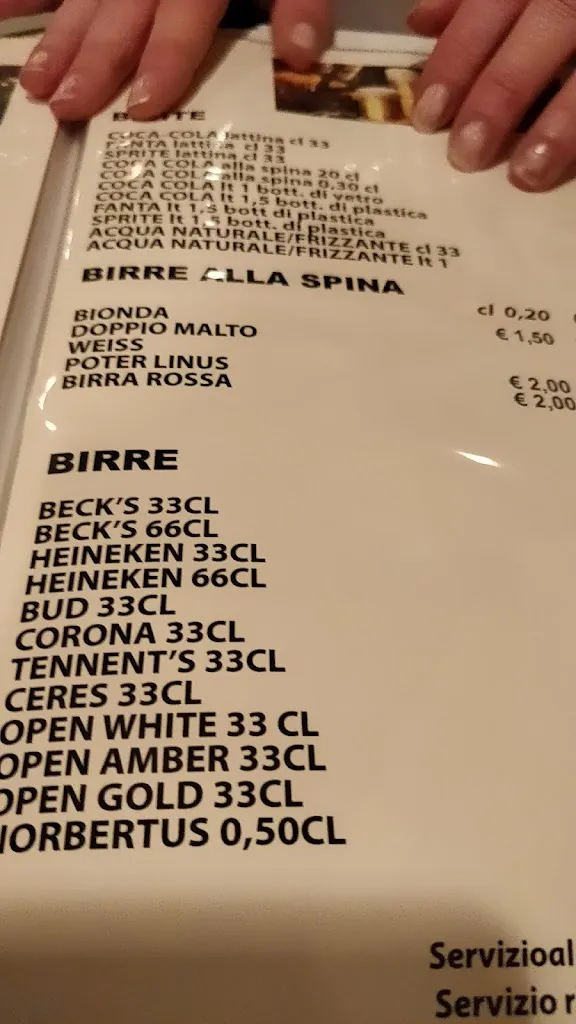 BIBITE
COCA-COLA lattina cl 33
FANTA lattina cl 33
SPRITE lattina cl 33
COCA COLA alla spina 20 cl
COCA COLA alla spina 0,30 cl
COCA COLA lt 1 bott. di vetro
COCA COLA lt 1,5 bott. di plastica
FANTA lt 1,5 bott di plastica
SPRITE lt 1,5 bott. di plastica
ACQUA NATURALE/FRIZZANTE cl 33
ACQUA NATURALE/FRIZZANTE lt 1
BIRRE ALLA SPINA
cl 0,20
BIONDA € 1,50
DOPPIO MALTO
WEISS
POTER LINUS € 2,00
BIRRA ROSSA € 2,00
BIRRE
BECK'S 33CL
BECK'S 66CL
HEINEKEN 33CL
HEINEKEN 66CL
BUD 33CL
CORONA 33CL
TENNENT'S 33CL
CERES 33CL
OPEN WHITE 33 CL
OPEN AMBER 33CL
OPEN GOLD 33CL
NORBERTUS 0,50CL
Servizioal
Servizio